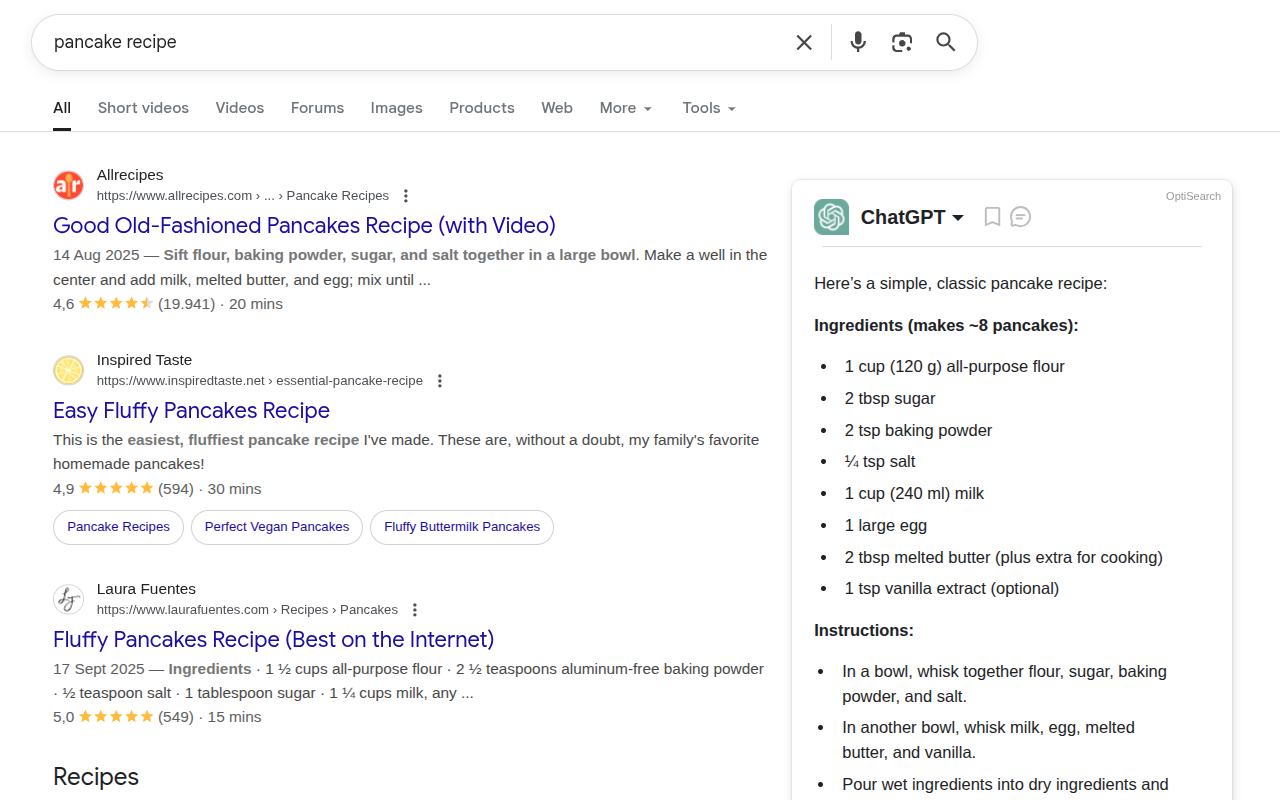 pancake recipe
All Short videos Videos Forums Images Products Web More Tools
Allrecipes
https://www.allrecipes.com › ... › Pancake Recipes
Good Old-Fashioned Pancakes Recipe (with Video)
14 Aug 2025 — Sift flour, baking powder, sugar, and salt together in a large bowl. Make a well in the
center and add milk, melted butter, and egg; mix until ...
4,6 (19.941) · 20 mins
Inspired Taste
https://www.inspiredtaste.net › essential-pancake-recipe
Easy Fluffy Pancakes Recipe
This is the easiest, fluffiest pancake recipe I've made. These are, without a doubt, my family's favorite
homemade pancakes!
4,9 (594) · 30 mins
Pancake Recipes Perfect Vegan Pancakes Fluffy Buttermilk Pancakes
Laura Fuentes
https://www.laurafuentes.com › Recipes › Pancakes
Fluffy Pancakes Recipe (Best on the Internet)
17 Sept 2025 — Ingredients · 1 ½ cups all-purpose flour · 2 ½ teaspoons aluminum-free baking powder
· ½ teaspoon salt · 1 tablespoon sugar · 1 ¼ cups milk, any ...
5,0 (549) · 15 mins
Recipes
OptiSearch
ChatGPT
Here's a simple, classic pancake recipe:
Ingredients (makes ~8 pancakes):
• 1 cup (120 g) all-purpose flour
• 2 tbsp sugar
• 2 tsp baking powder
• ¼ tsp salt
• 1 cup (240 ml) milk
• 1 large egg
• 2 tbsp melted butter (plus extra for cooking)
• 1 tsp vanilla extract (optional)
Instructions:
• In a bowl, whisk together flour, sugar, baking
powder, and salt.
• In another bowl, whisk milk, egg, melted
butter, and vanilla.
• Pour wet ingredients into dry ingredients and